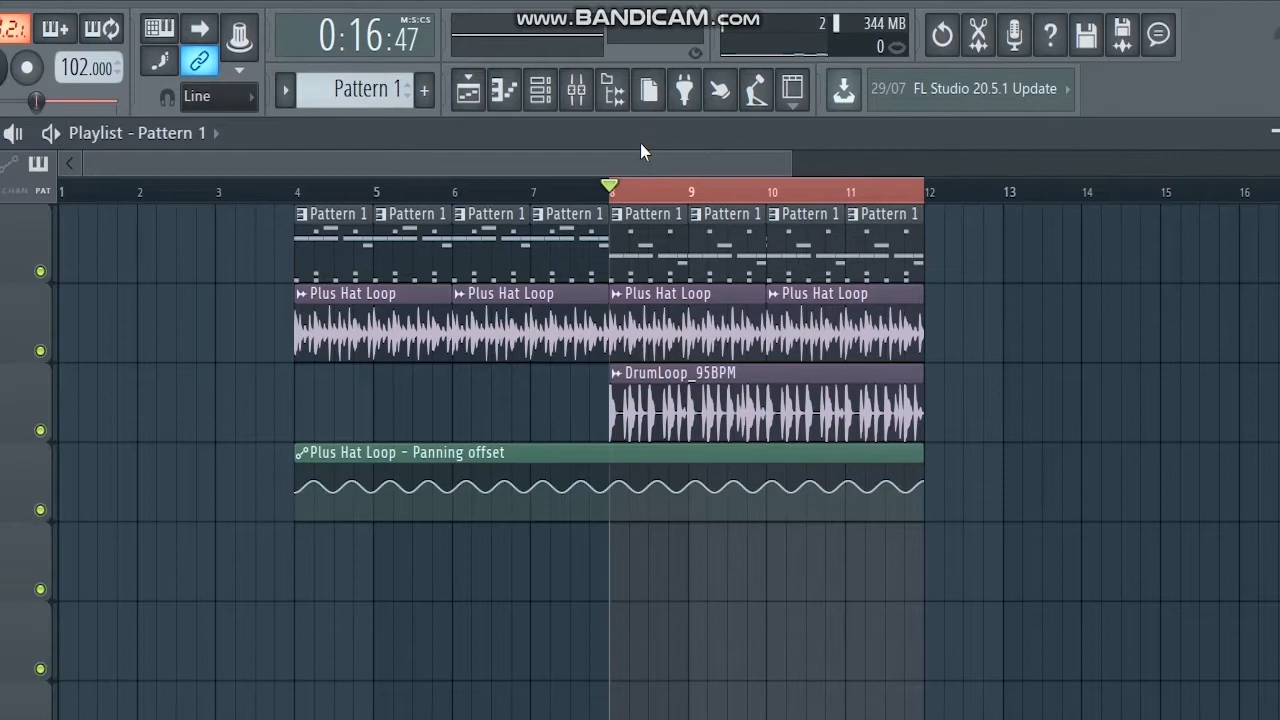 www.BANDICAM.com
3.2.
0:16:47
M:S:CS
2
344 MB
0
102.000
Line
Pattern 1
+
29/07 FL Studio 20.5.1 Update
Playlist - Pattern 1
CHAN PAT
1 2 3 4 5 6 7 8 9 10 11 12 13 14 15 16
Pattern 1 Pattern 1 Pattern 1 Pattern 1 Pattern 1 Pattern 1 Pattern 1 Pattern 1
Plus Hat Loop Plus Hat Loop Plus Hat Loop Plus Hat Loop
DrumLoop_95BPM
Plus Hat Loop - Panning offset